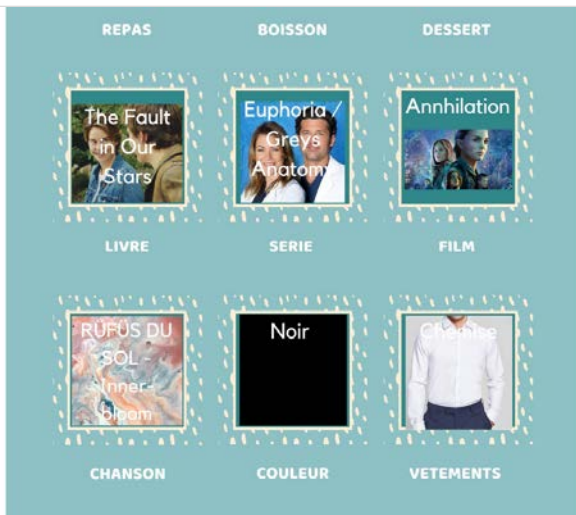 REPAS BOISSON DESSERT
The Fault
in Our
Stars
Euphoria /
Greys
Anatomy
Annhilation
LIVRE SERIE FILM
RÜFÜS DU
SOL -
Inner-
bloom
Noir
Chemise
CHANSON COULEUR VETEMENTS